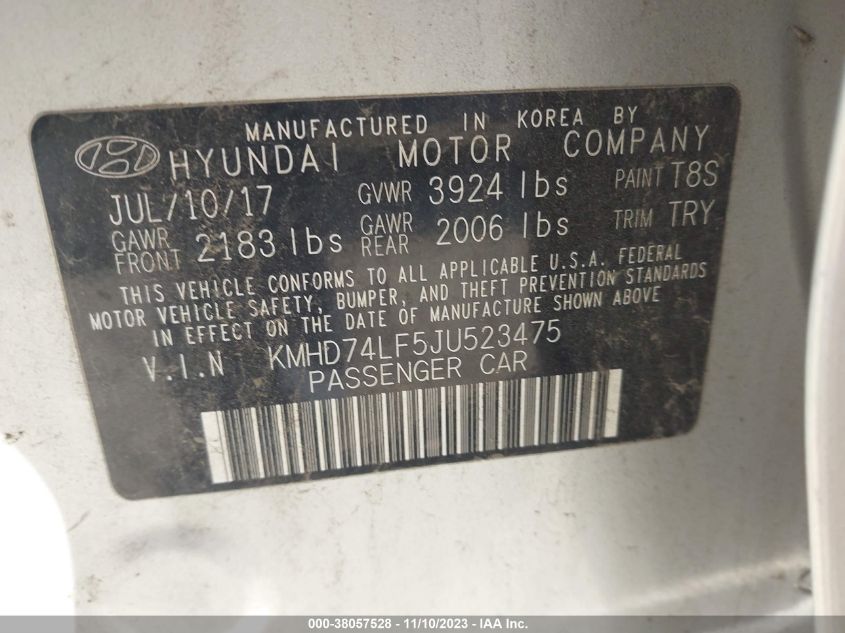 MANUFACTURED IN KOREA BY
HYUNDAI MOTOR COMPANY
JUL/10/17 GVWR 3924 lbs PAINT T8S
GAWR FRONT 2183 lbs GAWR REAR 2006 lbs TRIM TRY
THIS VEHICLE CONFORMS TO ALL APPLICABLE U.S.A. FEDERAL
MOTOR VEHICLE SAFETY, BUMPER, AND THEFT PREVENTION STANDARDS
IN EFFECT ON THE DATE OF MANUFACTURE SHOWN ABOVE
V.I.N KMHD74LF5JU523475
PASSENGER CAR
000-38057528 - 11/10/2023 - IAA Inc.